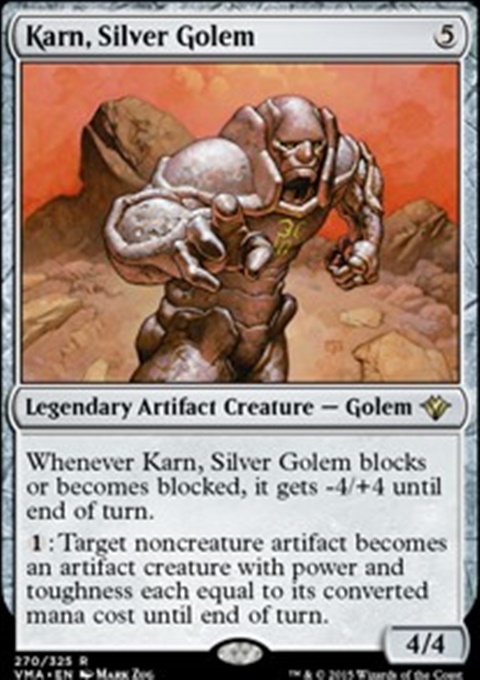 Karn, Silver Golem 5
Legendary Artifact Creature — Golem
Whenever Karn, Silver Golem blocks
or becomes blocked, it gets -4/+4 until
end of turn.
1 : Target noncreature artifact becomes
an artifact creature with power and
toughness each equal to its converted
mana cost until end of turn.
4/4
270/325 R
VMA • EN Mark Zug
™ & © 2015 Wizards of the Coast